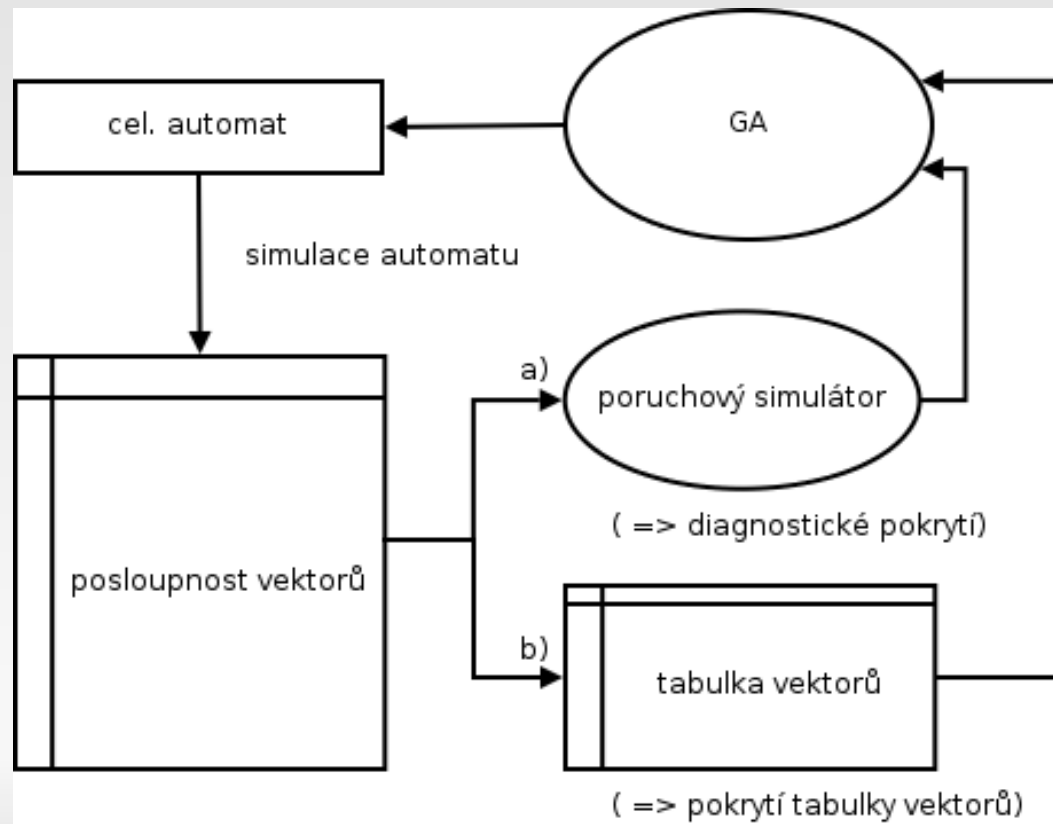 cel. automat
GA
simulace automatu
a)
poruchový simulátor
( => diagnostické pokrytí)
posloupnost vektorů
b)
tabulka vektorů
( => pokrytí tabulky vektorů)